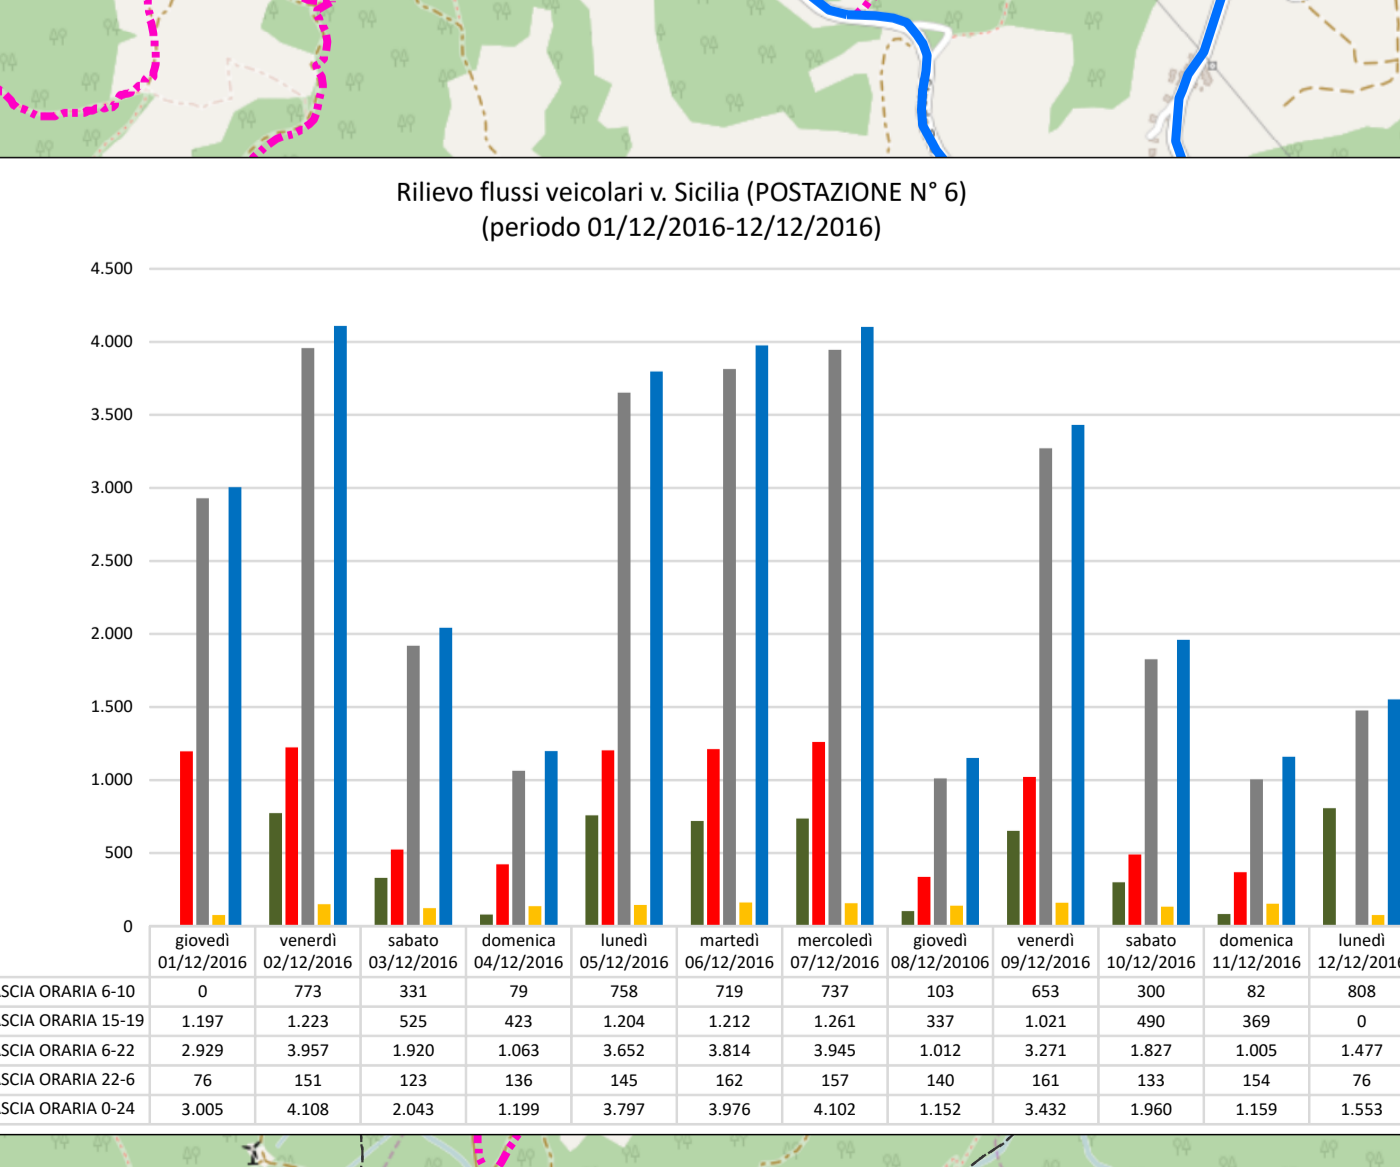 Rilievo flussi veicolari v. Sicilia (POSTAZIONE N° 6)
(periodo 01/12/2016-12/12/2016)
4.500
4.000
3.500
3.000
2.500
2.000
1.500
1.000
500
0
giovedì venerdì sabato domenica lunedì martedì mercoledì giovedì venerdì sabato domenica lunedì
01/12/2016 02/12/2016 03/12/2016 04/12/2016 05/12/2016 06/12/2016 07/12/2016 08/12/20106 09/12/2016 10/12/2016 11/12/2016 12/12/2016
SCIA ORARIA 6-10 0 773 331 79 758 719 737 103 653 300 82 808
SCIA ORARIA 15-19 1.197 1.223 525 423 1.204 1.212 1.261 337 1.021 490 369 0
SCIA ORARIA 6-22 2.929 3.957 1.920 1.063 3.652 3.814 3.945 1.012 3.271 1.827 1.005 1.477
SCIA ORARIA 22-6 76 151 123 136 145 162 157 140 161 133 154 76
SCIA ORARIA 0-24 3.005 4.108 2.043 1.199 3.797 3.976 4.102 1.152 3.432 1.960 1.159 1.553